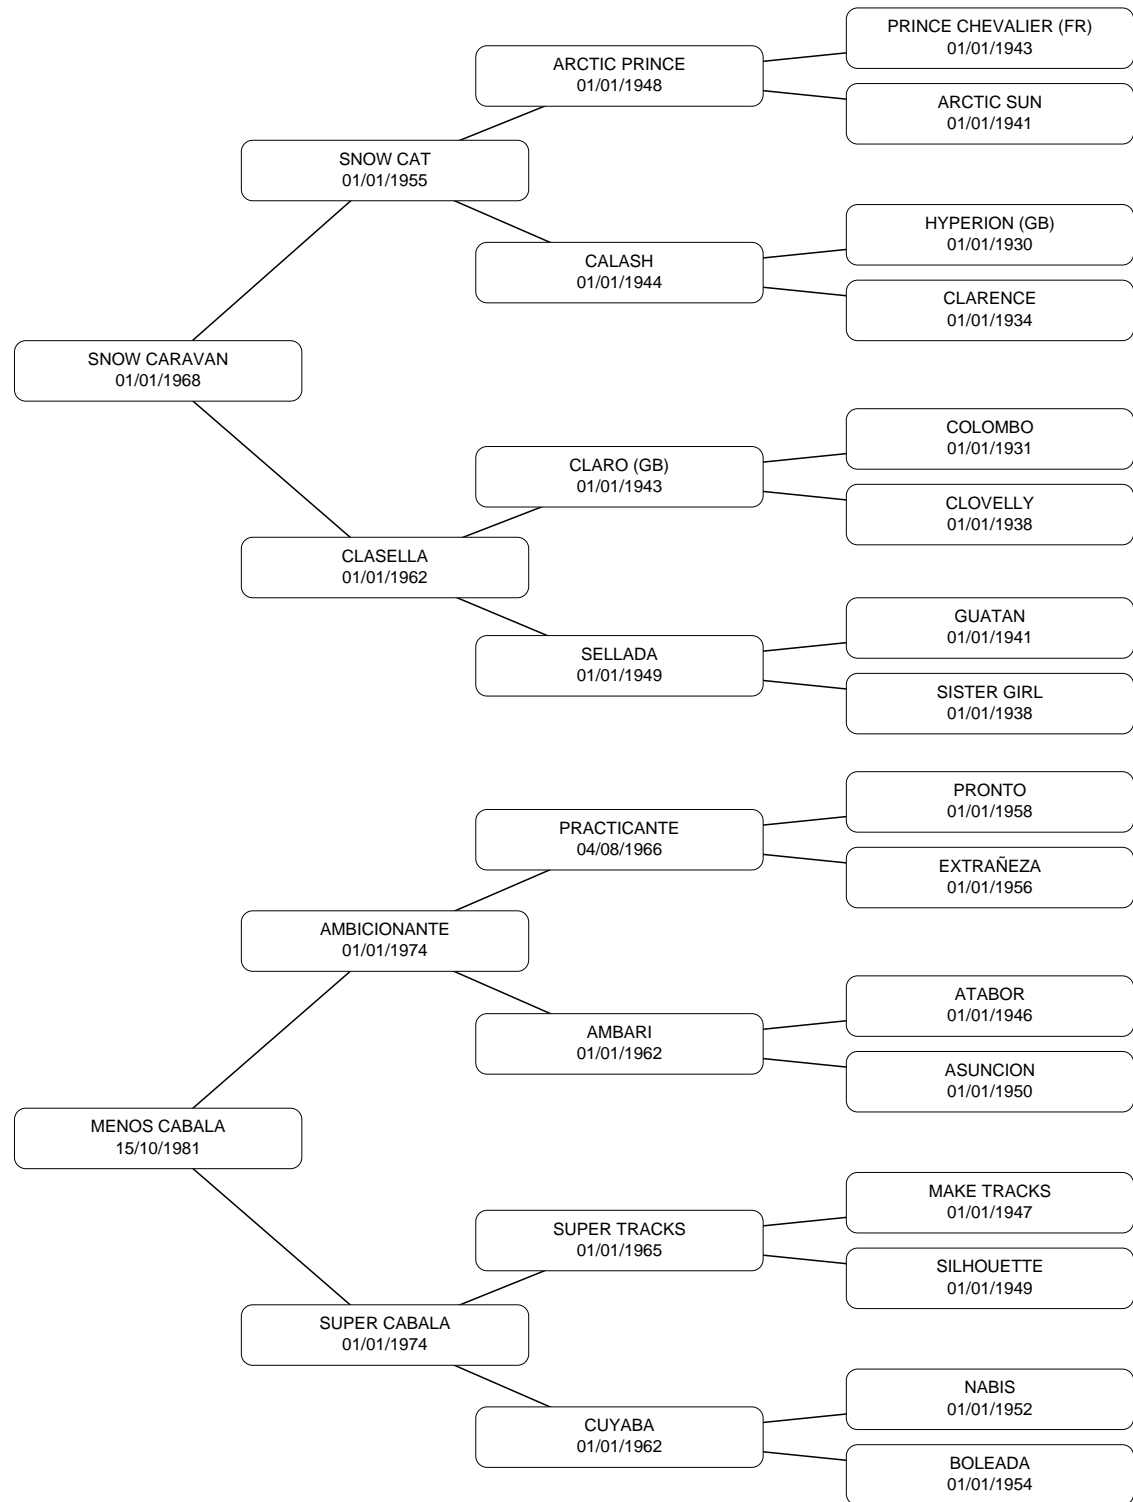 PRINCE CHEVALIER (FR)
01/01/1943
ARCTIC PRINCE
01/01/1948
ARCTIC SUN
01/01/1941
SNOW CAT
01/01/1955
HYPERION (GB)
01/01/1930
CALASH
01/01/1944
CLARENCE
01/01/1934
SNOW CARAVAN
01/01/1968
COLOMBO
01/01/1931
CLARO (GB)
01/01/1943
CLOVELLY
01/01/1938
CLASELLA
01/01/1962
GUATAN
01/01/1941
SELLADA
01/01/1949
SISTER GIRL
01/01/1938
PRONTO
01/01/1958
PRACTICANTE
04/08/1966
EXTRAÑEZA
01/01/1956
AMBICIONANTE
01/01/1974
ATABOR
01/01/1946
AMBARI
01/01/1962
ASUNCION
01/01/1950
MENOS CABALA
15/10/1981
MAKE TRACKS
01/01/1947
SUPER TRACKS
01/01/1965
SILHOUETTE
01/01/1949
SUPER CABALA
01/01/1974
NABIS
01/01/1952
CUYABA
01/01/1962
BOLEADA
01/01/1954